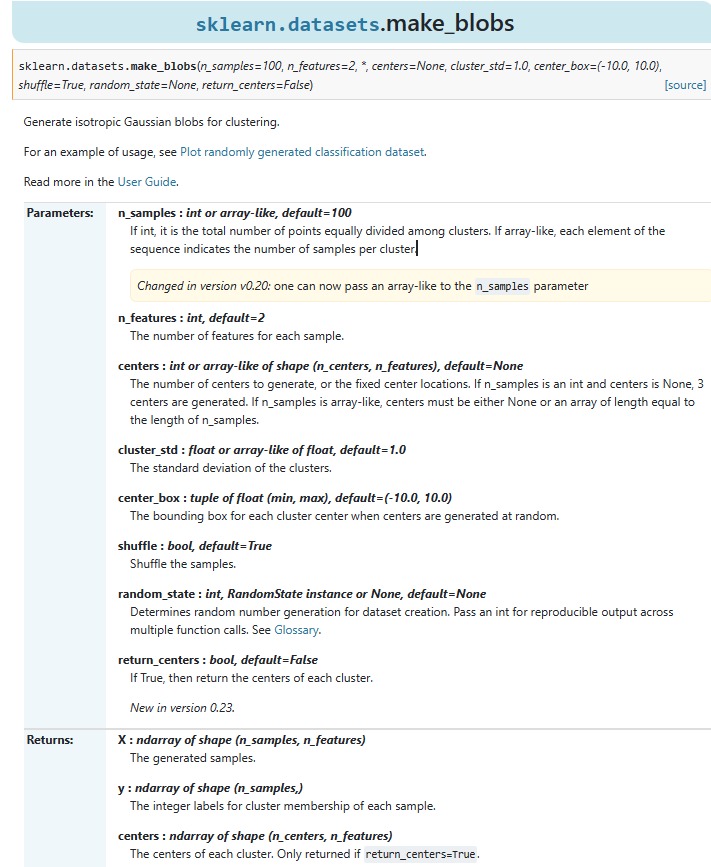 sklearn.datasets.make_blobs
sklearn.datasets.make_blobs(n_samples=100, n_features=2, *, centers=None, cluster_std=1.0, center_box=(-10.0, 10.0),
shuffle=True, random_state=None, return_centers=False)
[source]
Generate isotropic Gaussian blobs for clustering.
For an example of usage, see Plot randomly generated classification dataset.
Read more in the User Guide.
Parameters:
n_samples : int or array-like, default=100
If int, it is the total number of points equally divided among clusters. If array-like, each element of the
sequence indicates the number of samples per cluster.
Changed in version v0.20: one can now pass an array-like to the n_samples parameter
n_features : int, default=2
The number of features for each sample.
centers : int or array-like of shape (n_centers, n_features), default=None
The number of centers to generate, or the fixed center locations. If n_samples is an int and centers is None, 3
centers are generated. If n_samples is array-like, centers must be either None or an array of length equal to
the length of n_samples.
cluster_std : float or array-like of float, default=1.0
The standard deviation of the clusters.
center_box : tuple of float (min, max), default=(-10.0, 10.0)
The bounding box for each cluster center when centers are generated at random.
shuffle : bool, default=True
Shuffle the samples.
random_state : int, RandomState instance or None, default=None
Determines random number generation for dataset creation. Pass an int for reproducible output across
multiple function calls. See Glossary.
return_centers : bool, default=False
If True, then return the centers of each cluster.
New in version 0.23.
Returns:
X : ndarray of shape (n_samples, n_features)
The generated samples.
y : ndarray of shape (n_samples,)
The integer labels for cluster membership of each sample.
centers : ndarray of shape (n_centers, n_features)
The centers of each cluster. Only returned if return_centers=True.